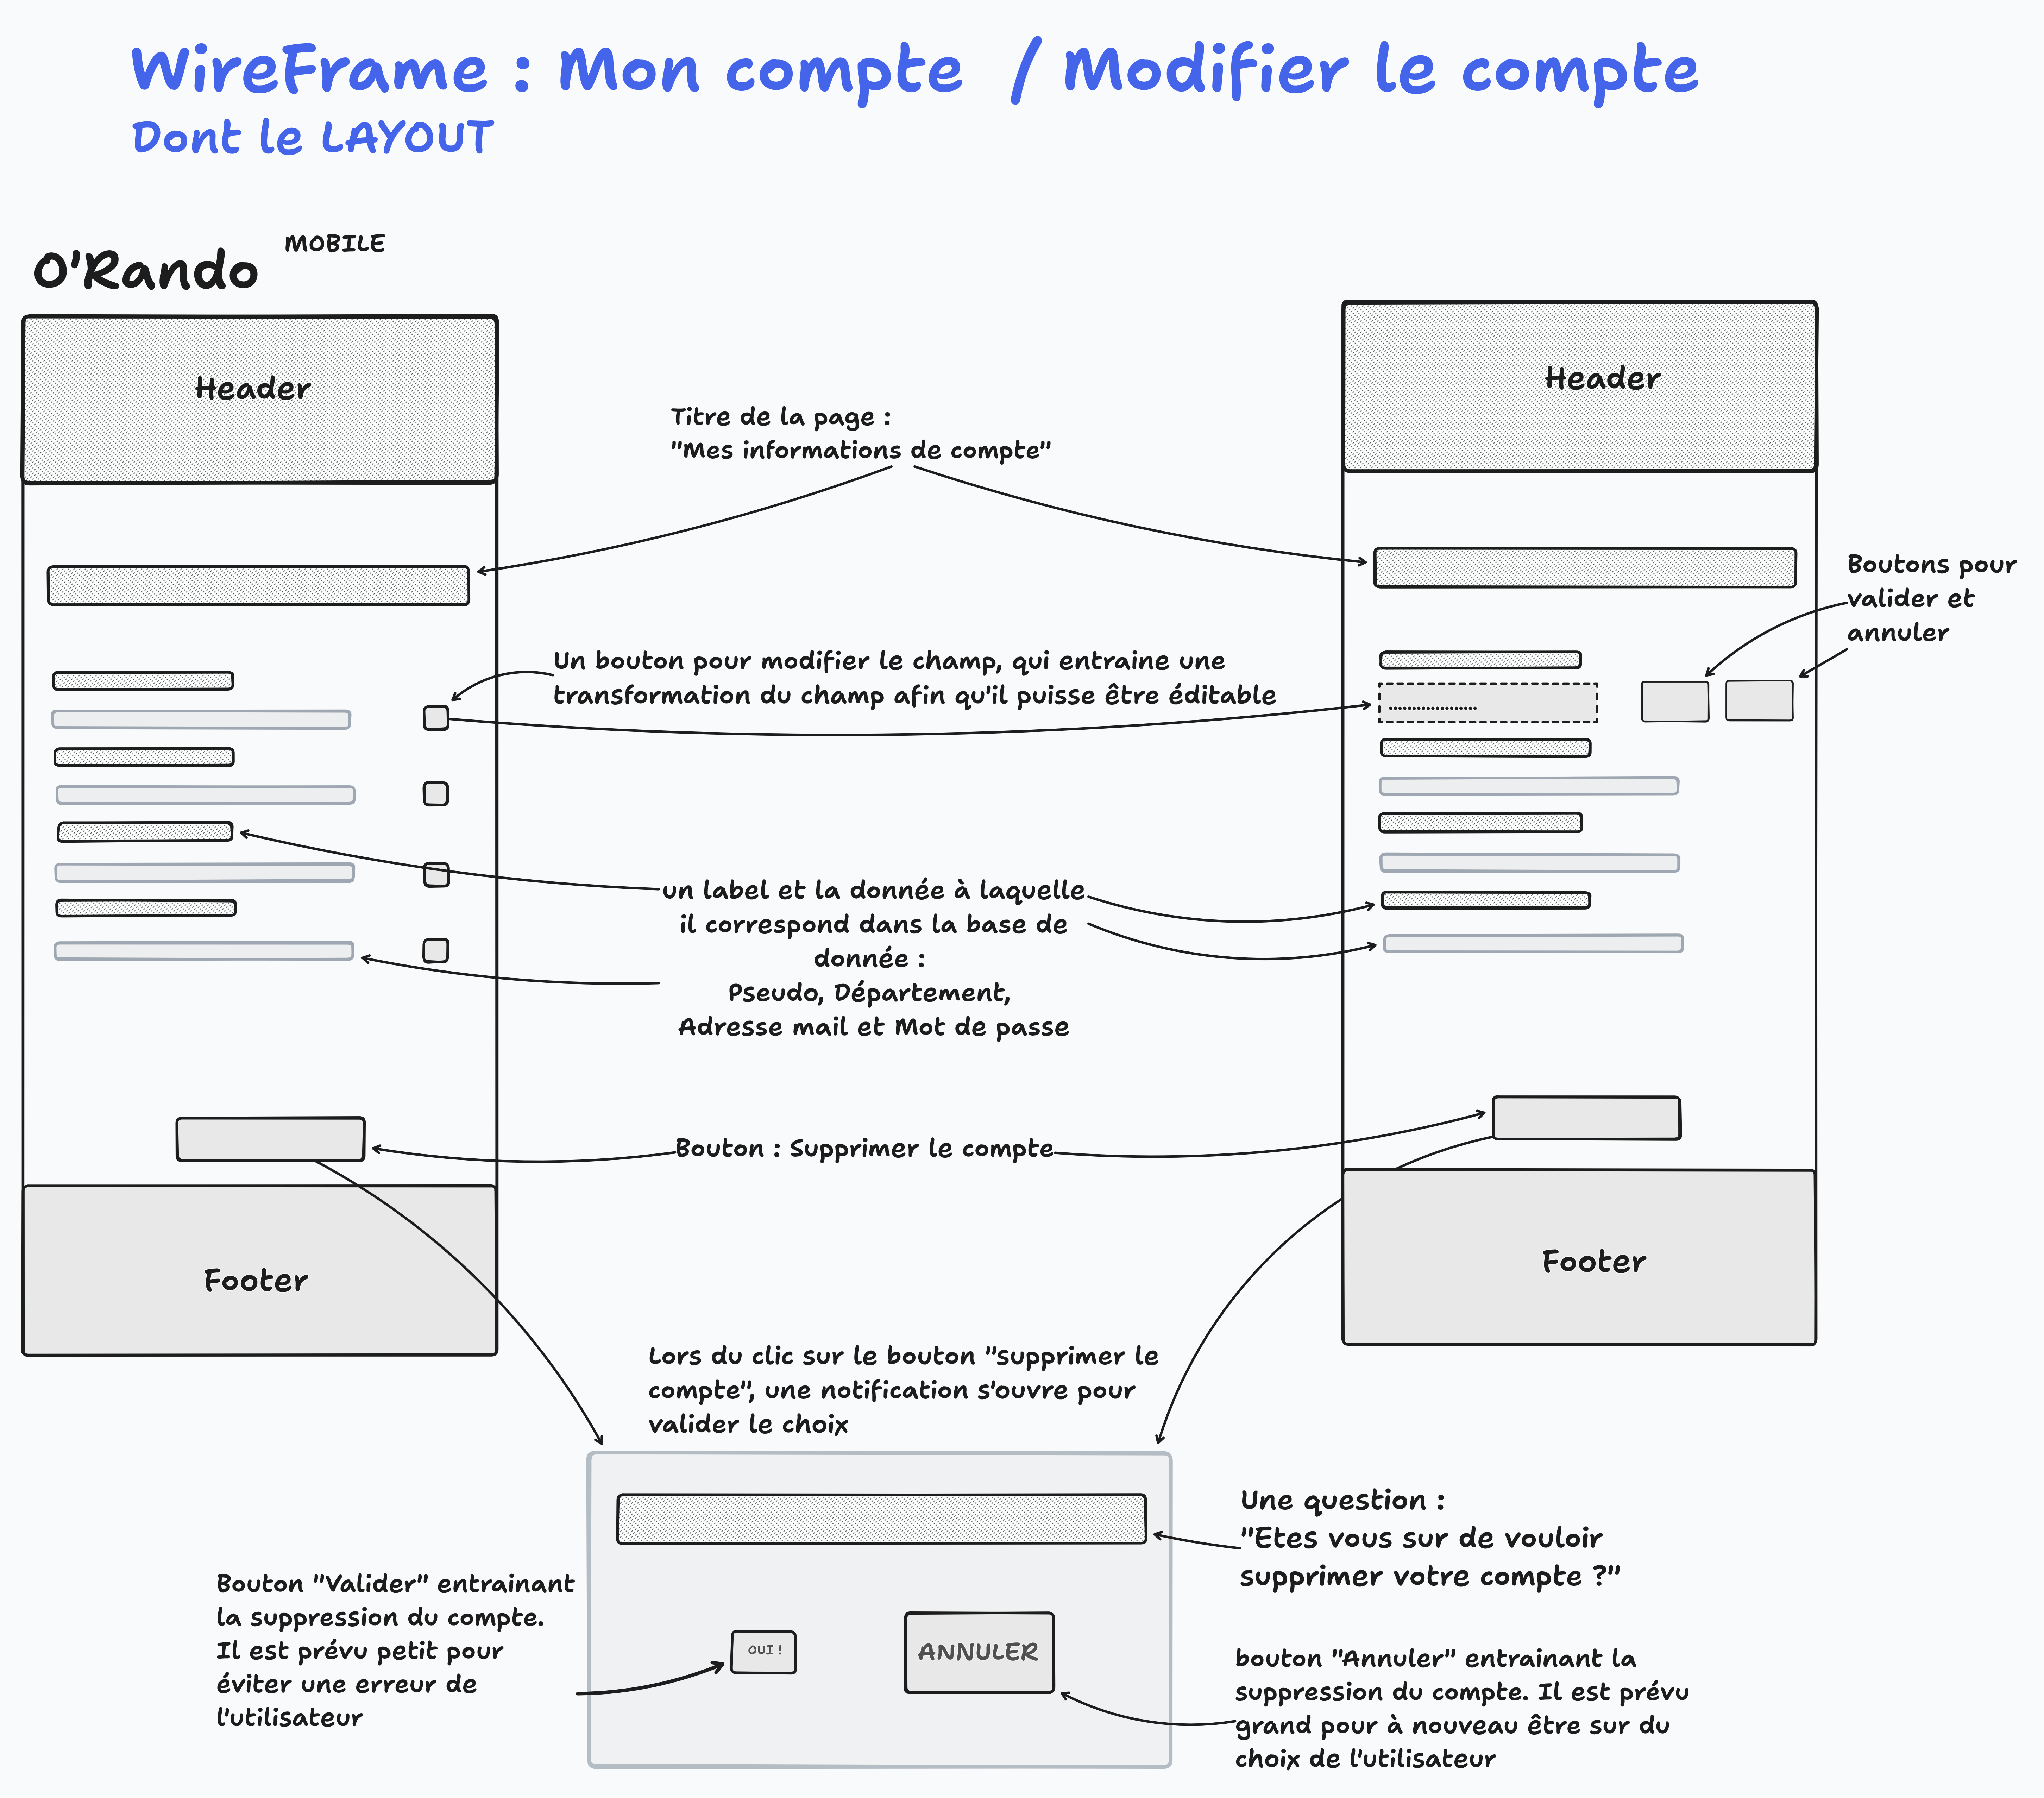 WireFrame : Mon compte / Modifier le compte
Dont le LAYOUT
MOBILE
O'Rando
Header
Header
Titre de la page :
"Mes informations de compte"
Boutons pour
valider et
annuler
Un bouton pour modifier le champ, qui entraine une
transformation du champ afin qu'il puisse être éditable
..................
un label et la donnée à laquelle
il correspond dans la base de
donnée :
Pseudo, Département,
Adresse mail et Mot de passe
Bouton : Supprimer le compte
Footer
Footer
Lors du clic sur le bouton "supprimer le
compte", une notification s'ouvre pour
valider le choix
Une question :
"Etes vous sur de vouloir
supprimer votre compte ?"
Bouton "Valider" entrainant
la suppression du compte.
Il est prévu petit pour
éviter une erreur de
l'utilisateur
OUI !
ANNULER
bouton "Annuler" entrainant la
suppression du compte. Il est prévu
grand pour à nouveau être sur du
choix de l'utilisateur